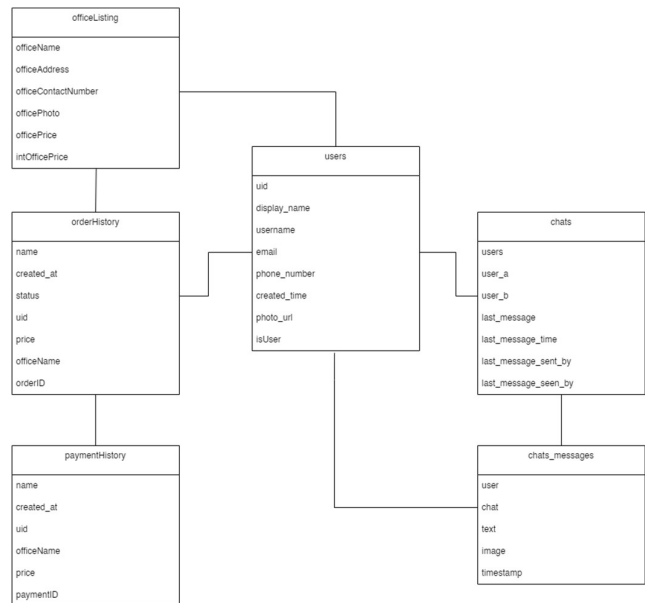 officeListing
officeName
officeAddress
officeContactNumber
officePhoto
officePrice
intOfficePrice
users
uid
display_name
username
email
phone_number
created_time
photo_url
isUser
orderHistory
name
created_at
status
uid
price
officeName
orderID
chats
users
user_a
user_b
last_message
last_message_time
last_message_sent_by
last_message_seen_by
paymentHistory
name
created_at
uid
officeName
price
paymentID
chats_messages
user
chat
text
image
timestamp